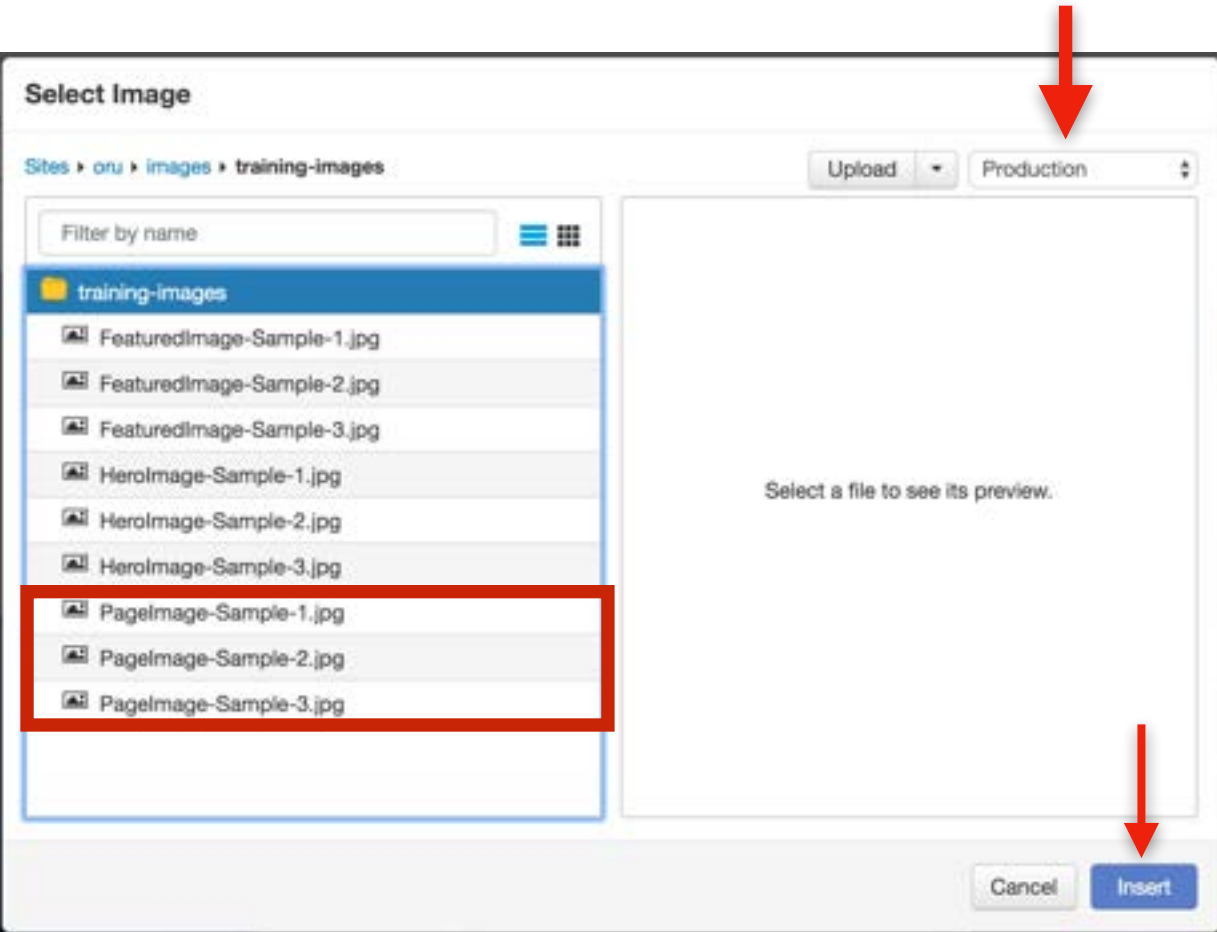 Select Image
Sites ▸ oru ▸ images ▸ training-images
Upload
Production
Filter by name
training-images
FeaturedImage-Sample-1.jpg
FeaturedImage-Sample-2.jpg
FeaturedImage-Sample-3.jpg
HeroImage-Sample-1.jpg
HeroImage-Sample-2.jpg
HeroImage-Sample-3.jpg
PageImage-Sample-1.jpg
PageImage-Sample-2.jpg
PageImage-Sample-3.jpg
Select a file to see its preview.
Cancel
Insert